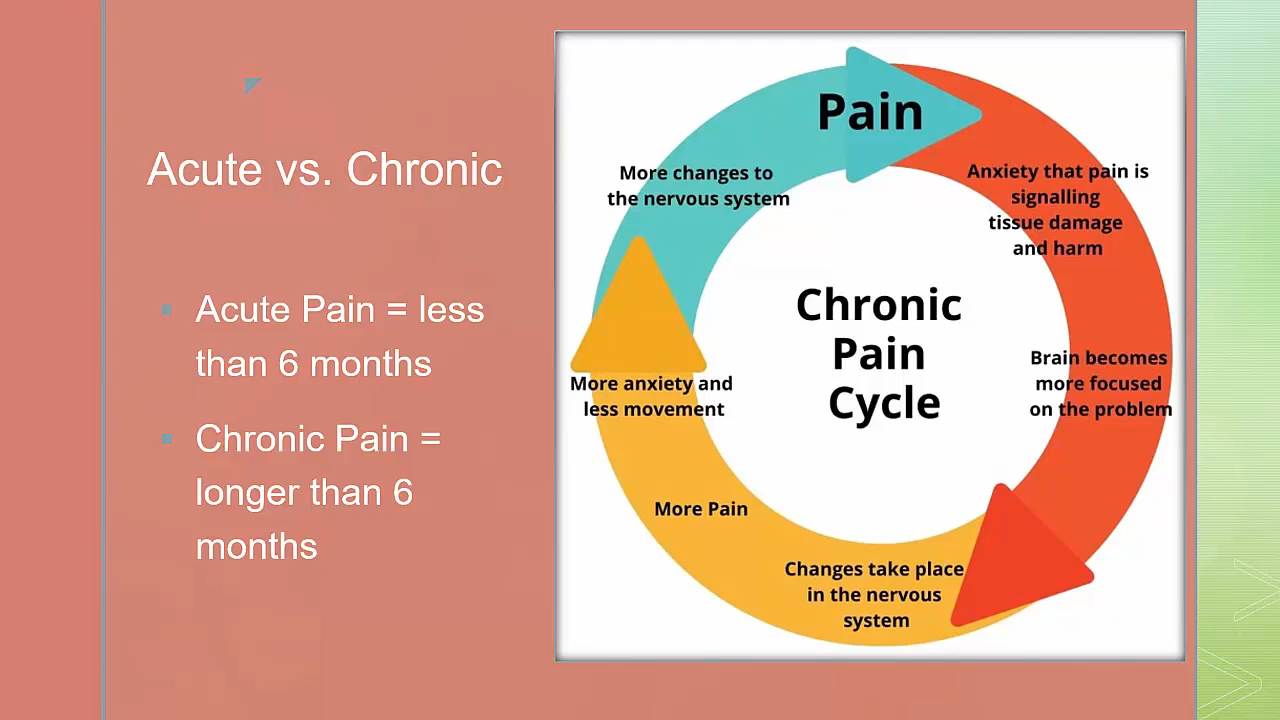 Acute vs. Chronic
Acute Pain = less
than 6 months
Chronic Pain =
longer than 6
months
Pain
Anxiety that pain is
signalling
tissue damage
and harm
Brain becomes
more focused
on the problem
Changes take place
in the nervous
system
More Pain
More anxiety and
less movement
More changes to
the nervous system
Chronic
Pain
Cycle